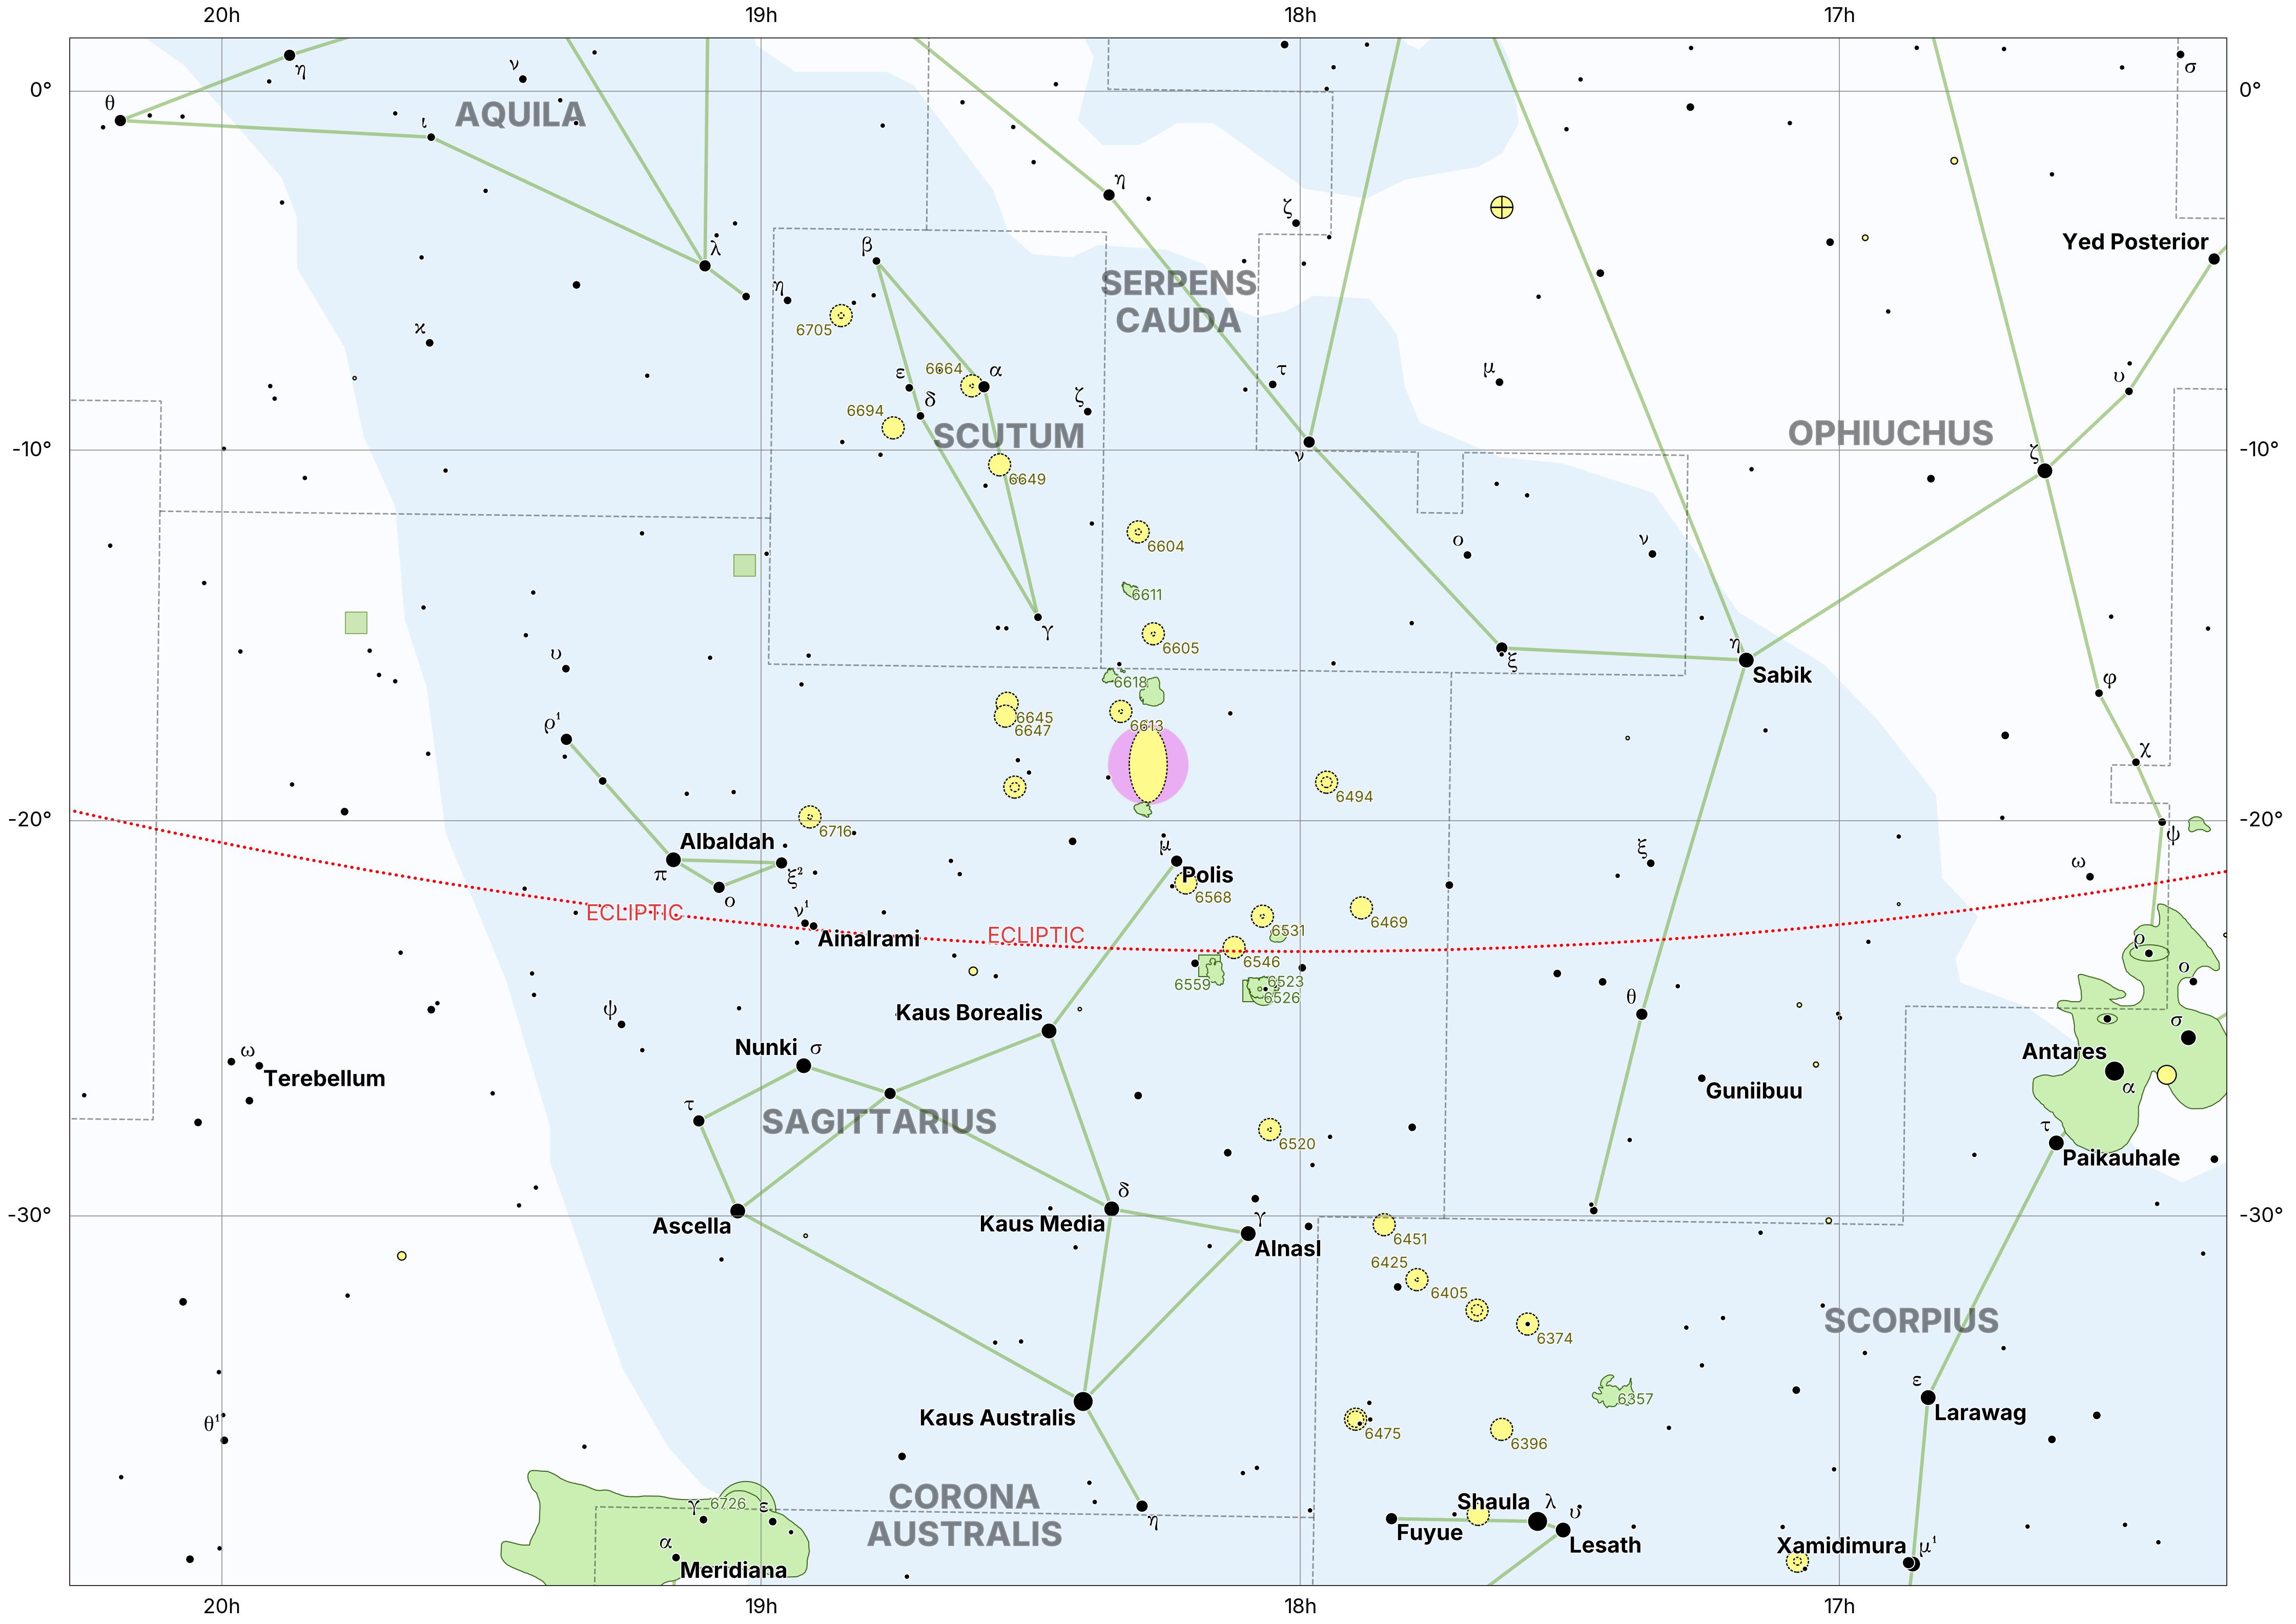 20h 19h 18h 17h
η ν σ
0° 0°
θ
AQUILA
ι
η
ζ
λ β
Yed Posterior
SERPENS
CAUDA
η
6705
ϰ
6664 α
ε
τ
μ
υ
δ ζ
6694
SCUTUM
OPHIUCHUS
-10° -10°
ν
ζ
6649
ο ν
6604
6611
γ
6605
υ
ξ
η
Sabik
6618
φ
ρ¹
6645
6647
6613
χ
6494
-20° -20°
6716
ψ
Albaldah
μ
ξ
π ξ²
Polis
ω
ο
6568
ν¹
ECLIPTIC
6469
6531
Ainalrami
ECLIPTIC
6546
ρ
ο
6559
6523
6526
θ
ψ
Kaus Borealis
σ
Nunki σ
ω
Terebellum
Antares
α
Guniibuu
τ
SAGITTARIUS
6520
τ
Paikauhale
δ
Ascella
Kaus Media
γ
Alnasl
-30° -30°
6451
6425
6405
SCORPIUS
6374
ε
6357
Larawag
θ¹
Kaus Australis
6475
6396
CORONA
AUSTRALIS
γ 6726 ε
η
Shaula λ υ
Fuyue
Lesath
α
Meridiana
Xamidimura μ¹
20h 19h 18h 17h